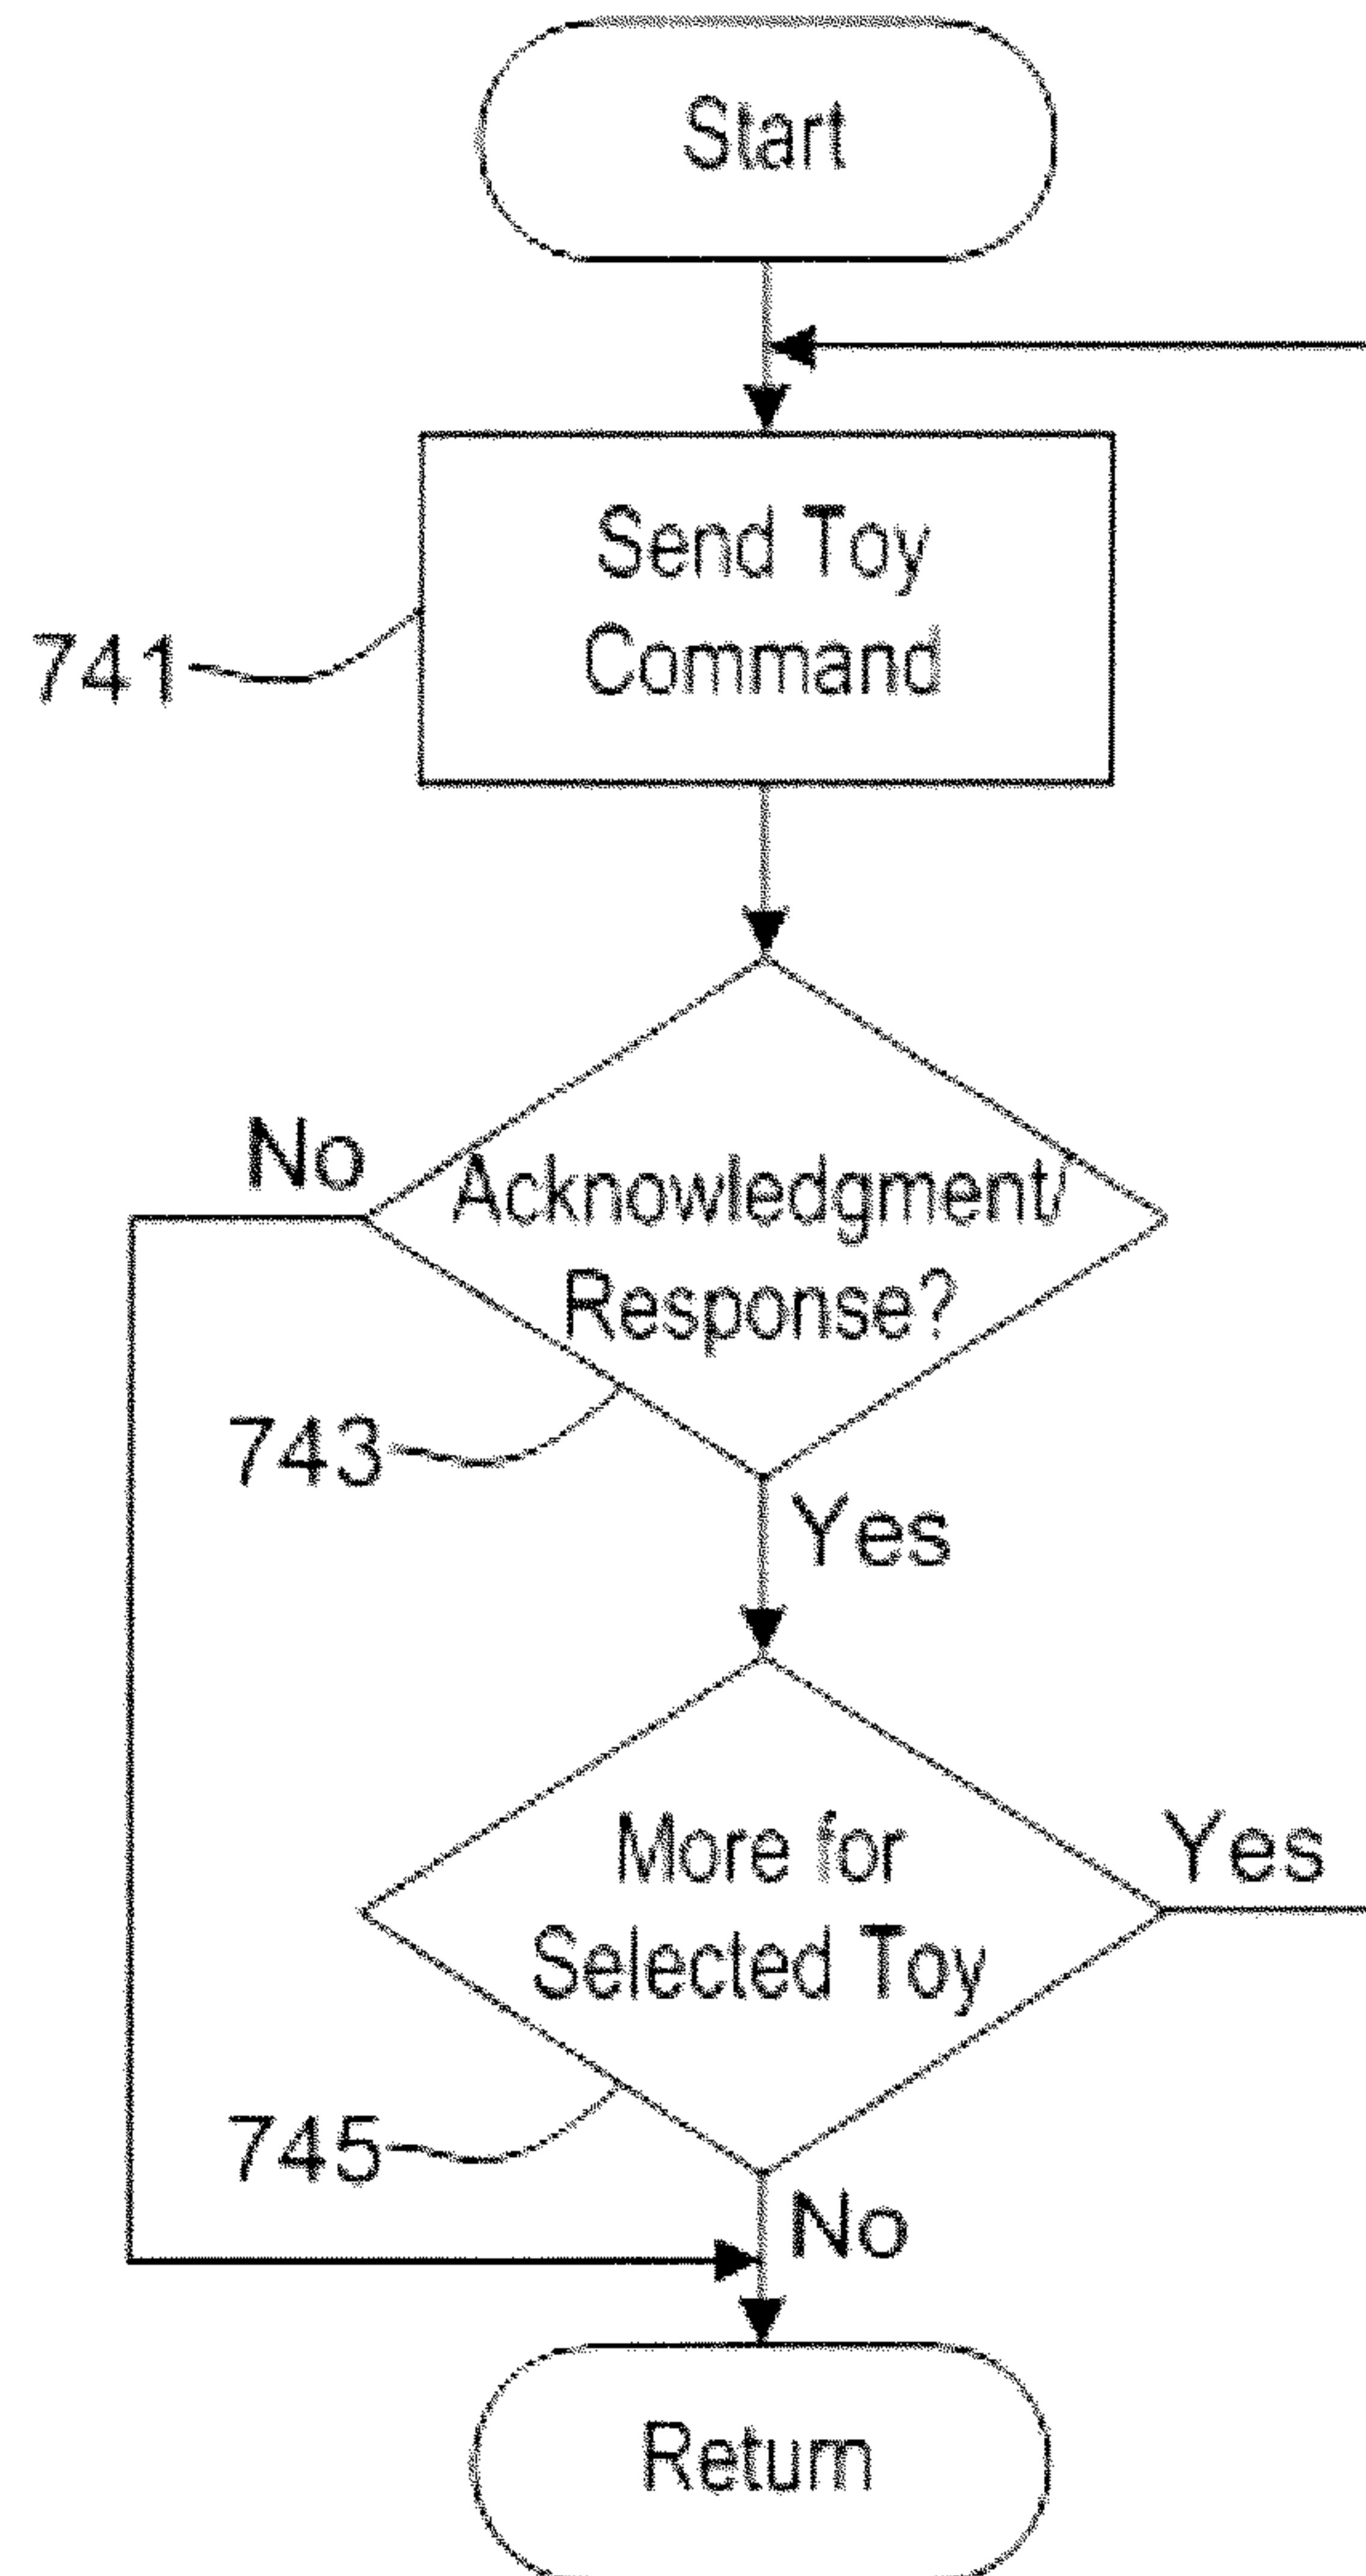 Start
Send Toy
Command
741
No
Acknowledgment/
Response?
743
Yes
More for
Selected Toy
Yes
745
No
Return